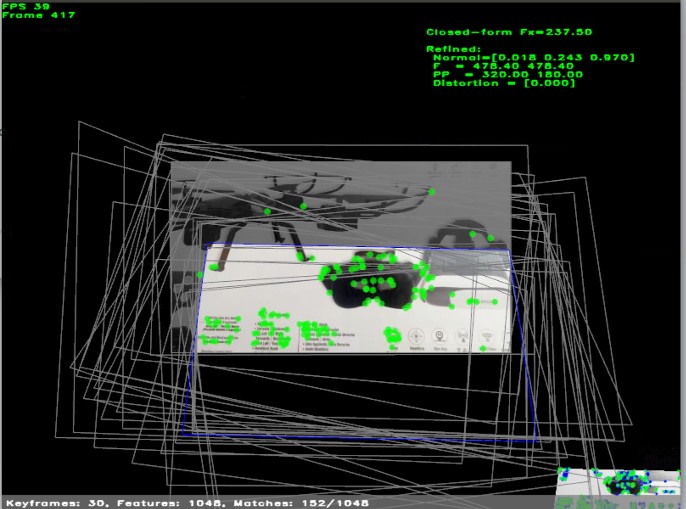 FPS 39
Frame 417
Closed-form Fx=237.50
Refined:
Normal=[0.018 0.243 0.970]
F = 478.40 478.40
PP = 320.00 180.00
Distortion = [0.000]
Keyframes: 30, Features: 1048, Matches: 152/1048